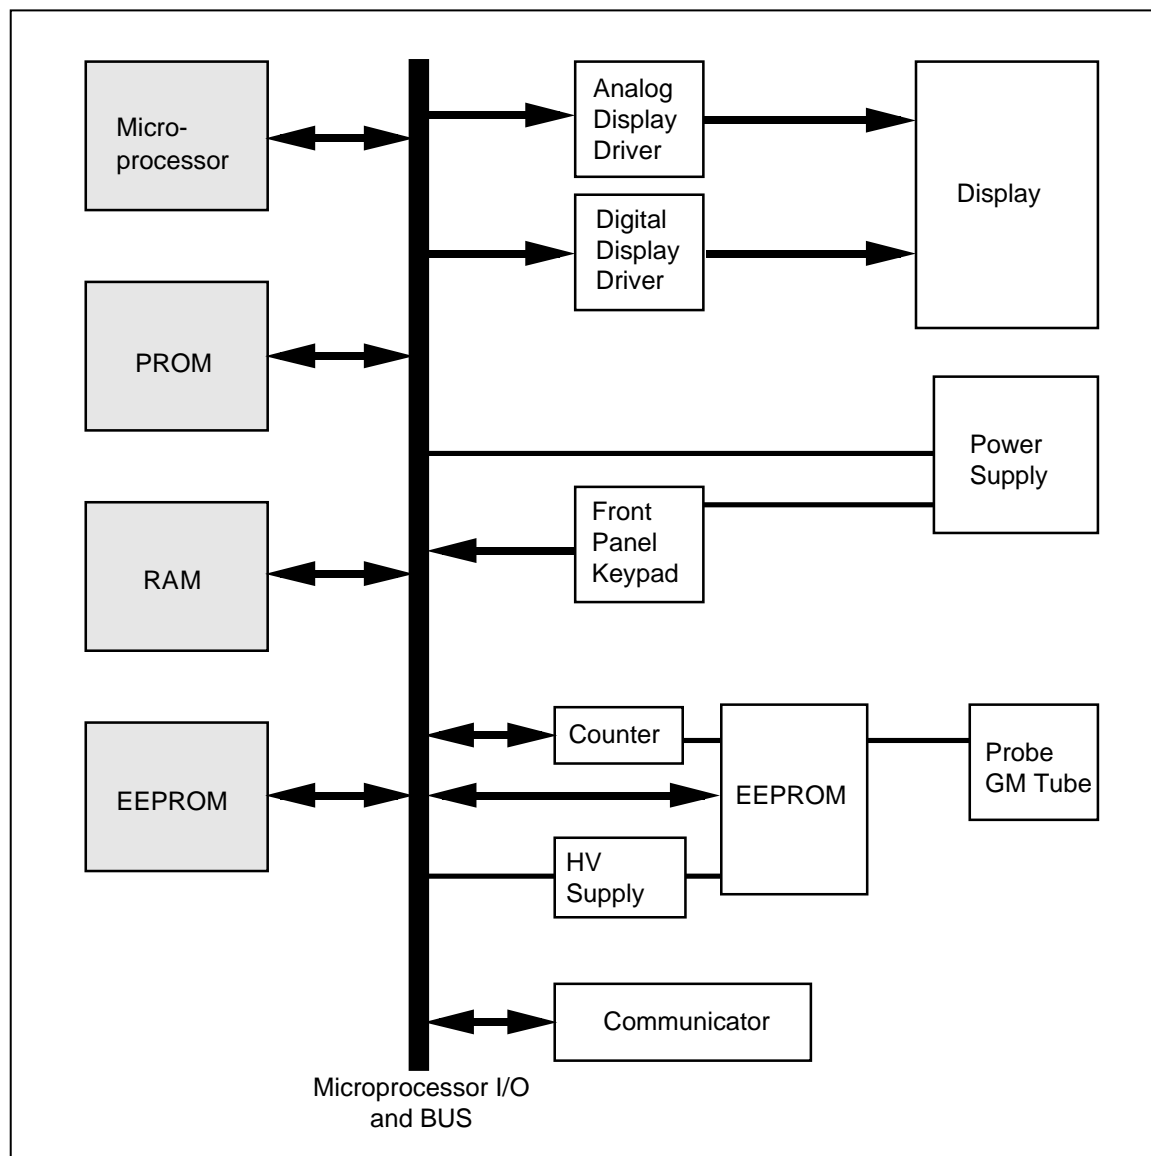 Micro-
processor
PROM
RAM
EEPROM
Analog
Display
Driver
Digital
Display
Driver
Display
Power
Supply
Front
Panel
Keypad
Counter
EEPROM
HV
Supply
Probe
GM Tube
Communicator
Microprocessor I/O
and BUS